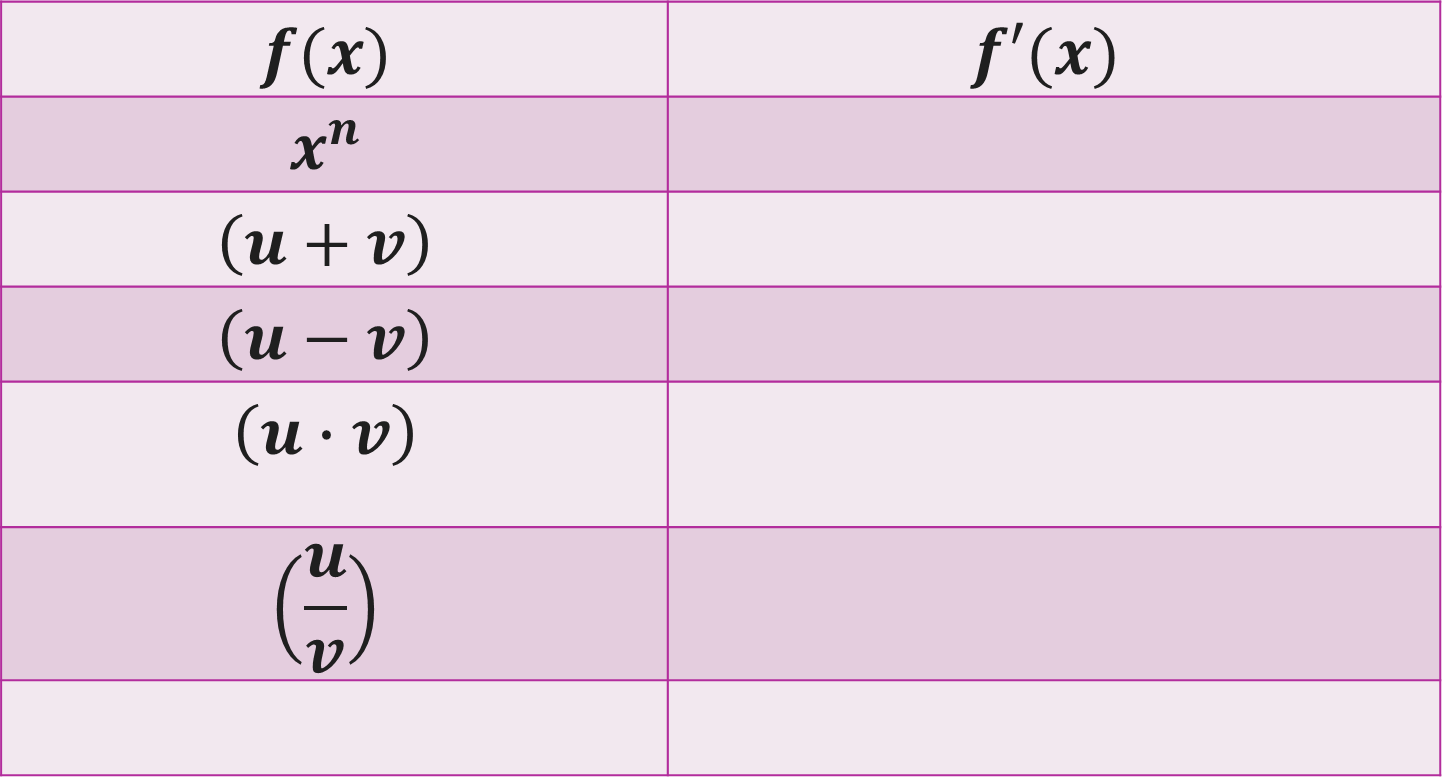 f(x) f′(x)
xⁿ
(u + v)
(u − v)
(u · v)
(u/v)